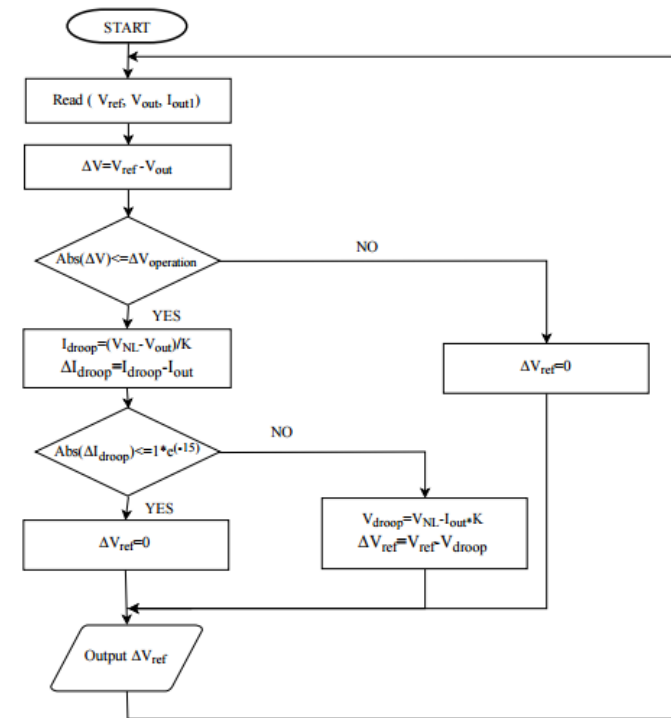 START
Read ( Vref, Vout, Iout1)
ΔV=Vref-Vout
Abs(ΔV)<=ΔVoperation
NO
YES
Idroop=(VNL-Vout)/K
ΔIdroop=Idroop-Iout
ΔVref=0
Abs(ΔIdroop)<=1*e(-15)
NO
YES
Vdroop=VNL-Iout*K
ΔVref=Vref-Vdroop
ΔVref=0
Output ΔVref